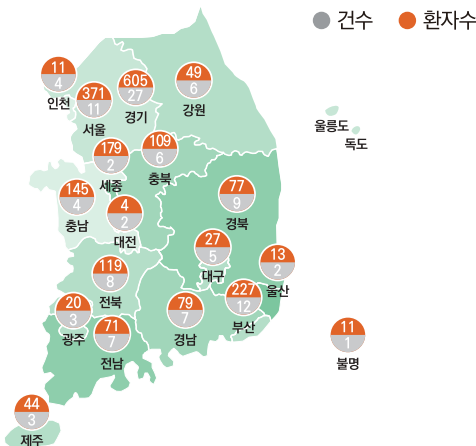 건수 환자수
11
4
인천
371
11
서울
605
27
경기
49
6
강원
울릉도
독도
179
2
세종
109
6
충북
145
4
충남
4
2
대전
77
9
경북
27
5
대구
13
2
울산
119
8
전북
20
3
광주
71
7
전남
79
7
경남
227
12
부산
11
1
불명
44
3
제주